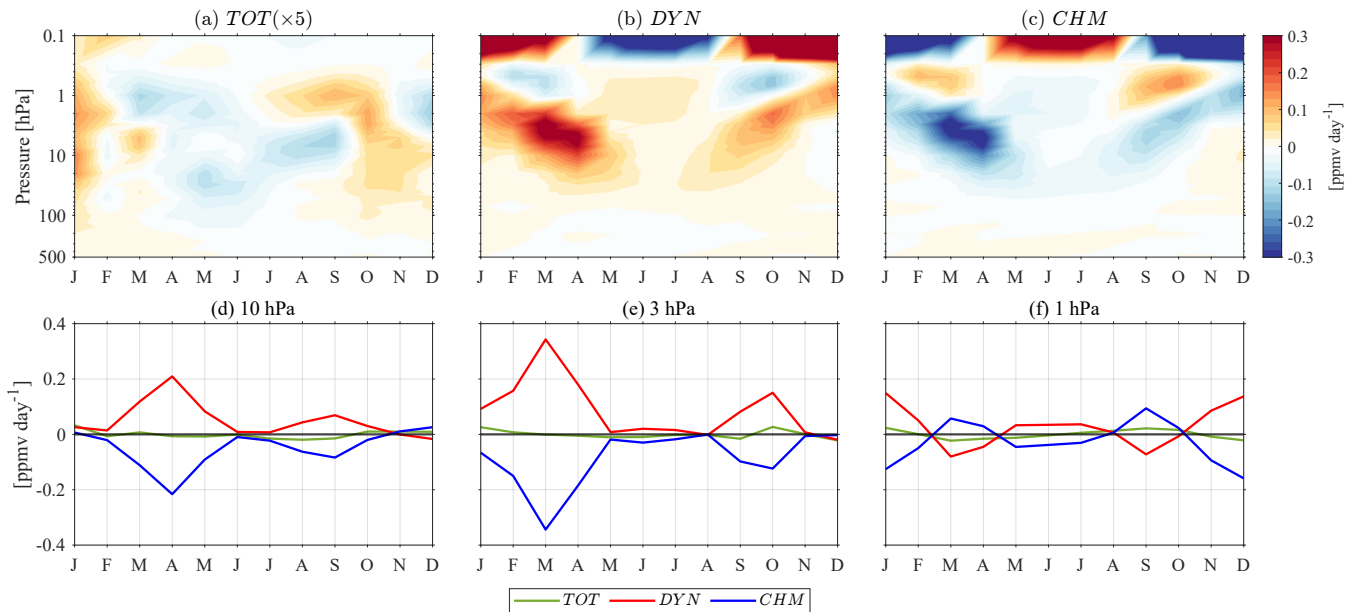 (a) TOT(×5)
(b) DYN
(c) CHM
Pressure [hPa]
0.1
1
10
100
500
J F M A M J J A S O N D
J F M A M J J A S O N D
J F M A M J J A S O N D
0.3
0.2
0.1
0
-0.1
-0.2
-0.3
[ppmv day-1]
(d) 10 hPa
(e) 3 hPa
(f) 1 hPa
[ppmv day-1]
0.4
0.2
0
-0.2
-0.4
J F M A M J J A S O N D
J F M A M J J A S O N D
J F M A M J J A S O N D
TOT DYN CHM